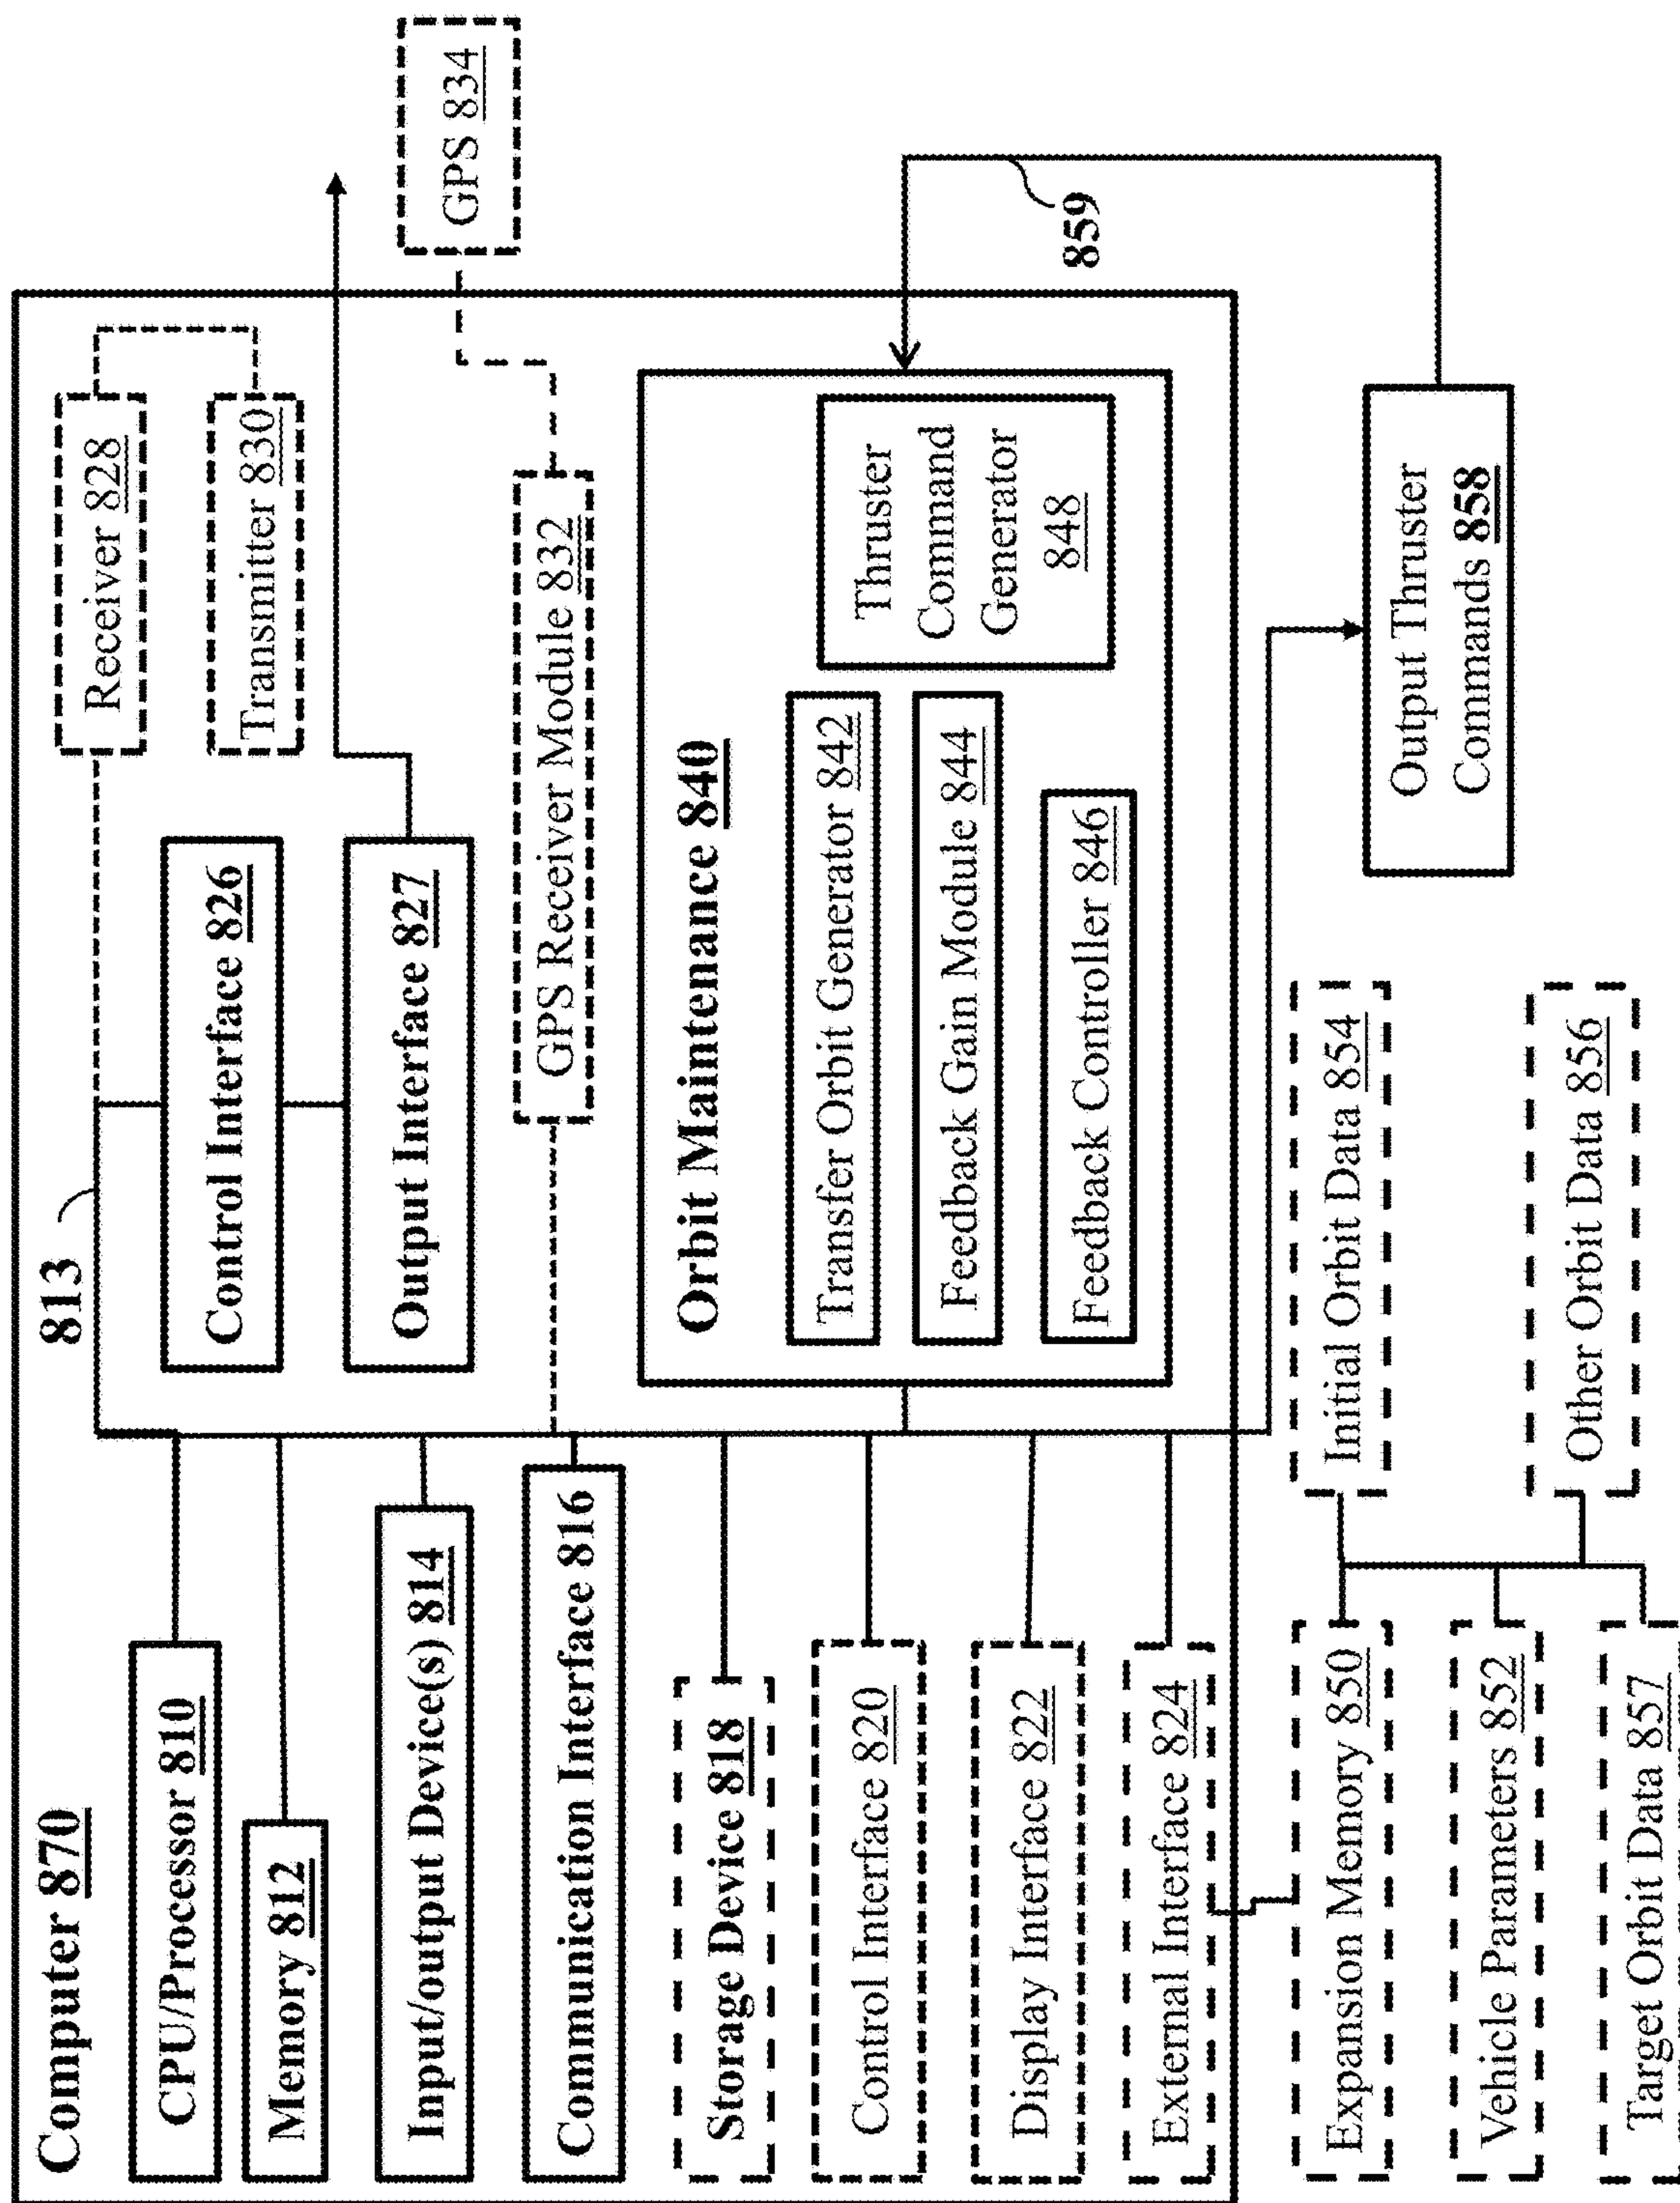 Computer 870
CPU/Processor 810
Memory 812
Input/output Device(s) 814
Communication Interface 816
Storage Device 818
Control Interface 820
Display Interface 822
External Interface 824
Expansion Memory 850
Vehicle Parameters 852
Target Orbit Data 857
813
Control Interface 826
Output Interface 827
Receiver 828
Transmitter 830
GPS Receiver Module 832
GPS 834
Orbit Maintenance 840
Transfer Orbit Generator 842
Feedback Gain Module 844
Feedback Controller 846
Thruster
Command
Generator
848
859
Initial Orbit Data 854
Other Orbit Data 856
Output Thruster
Commands 858